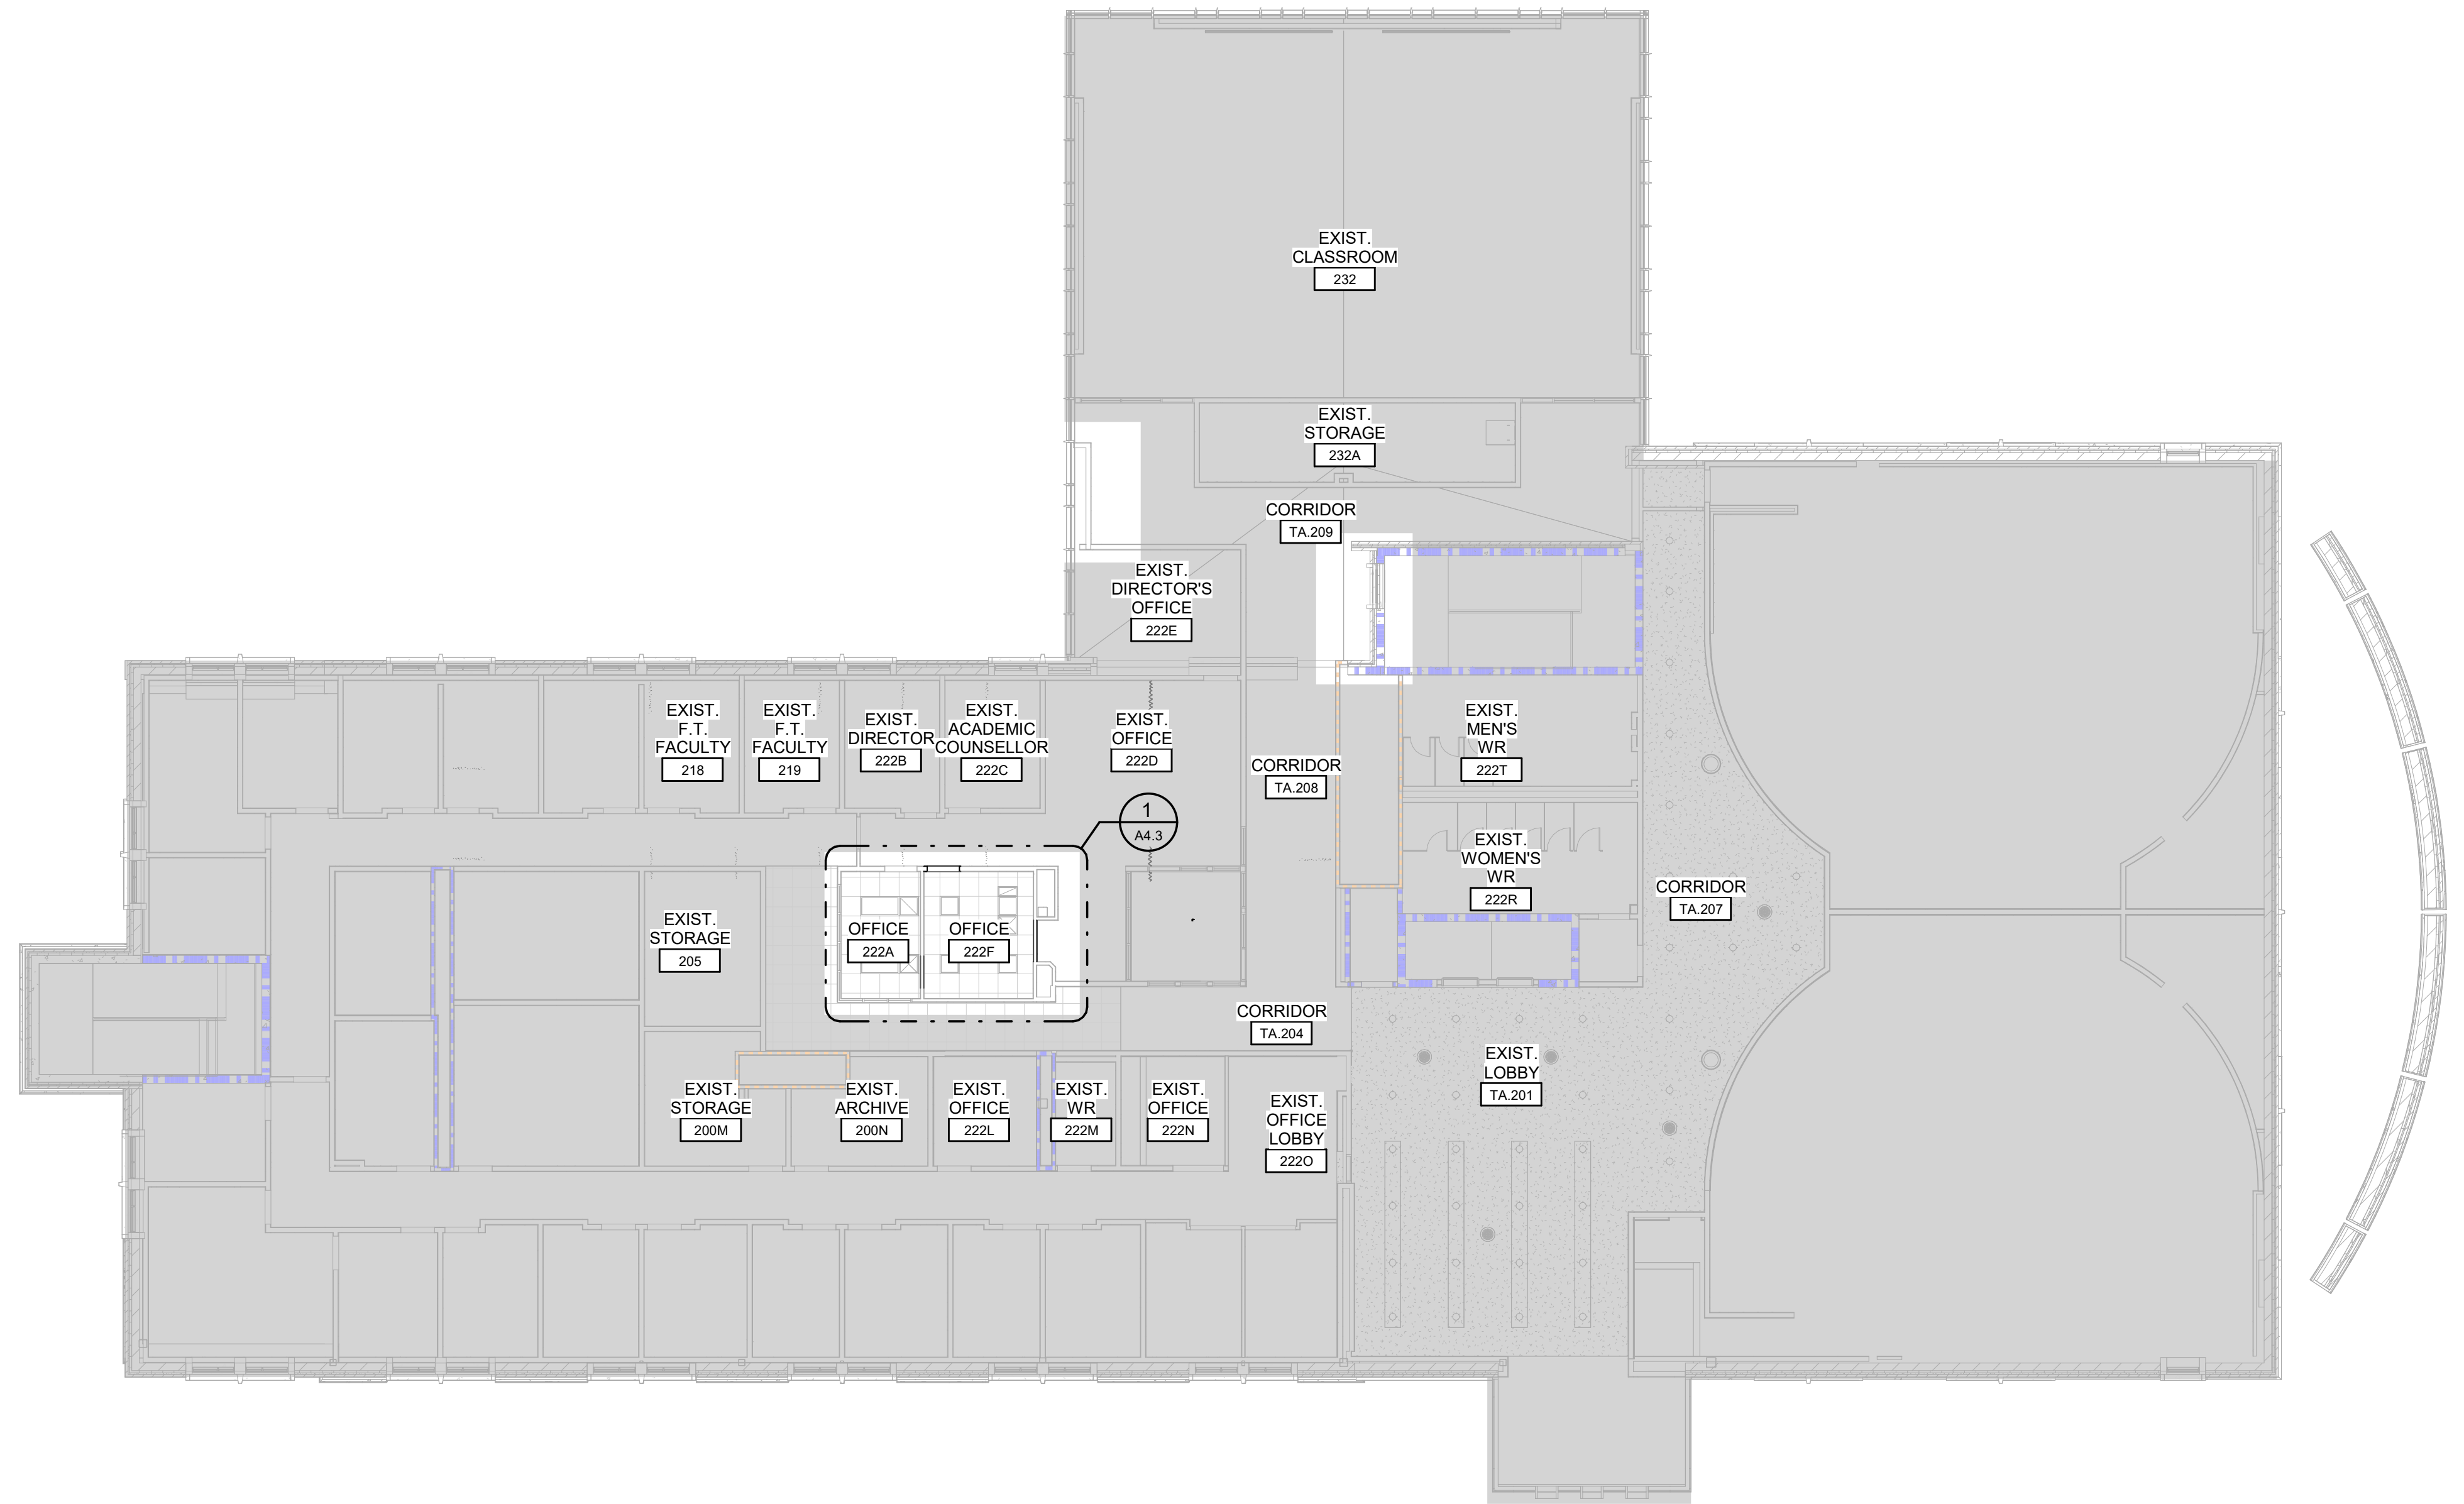 EXIST.
CLASSROOM
232
EXIST.
STORAGE
232A
CORRIDOR
TA.209
EXIST.
DIRECTOR'S
OFFICE
222E
EXIST.
F.T.
FACULTY
218
EXIST.
F.T.
FACULTY
219
EXIST.
DIRECTOR
222B
EXIST.
ACADEMIC
COUNSELLOR
222C
EXIST.
OFFICE
222D
CORRIDOR
TA.208
EXIST.
MEN'S
WR
222T
1
A4.3
EXIST.
WOMEN'S
WR
222R
CORRIDOR
TA.207
EXIST.
STORAGE
205
OFFICE
222A
OFFICE
222F
CORRIDOR
TA.204
EXIST.
LOBBY
TA.201
EXIST.
STORAGE
200M
EXIST.
ARCHIVE
200N
EXIST.
OFFICE
222L
EXIST.
WR
222M
EXIST.
OFFICE
222N
EXIST.
OFFICE
LOBBY
222O